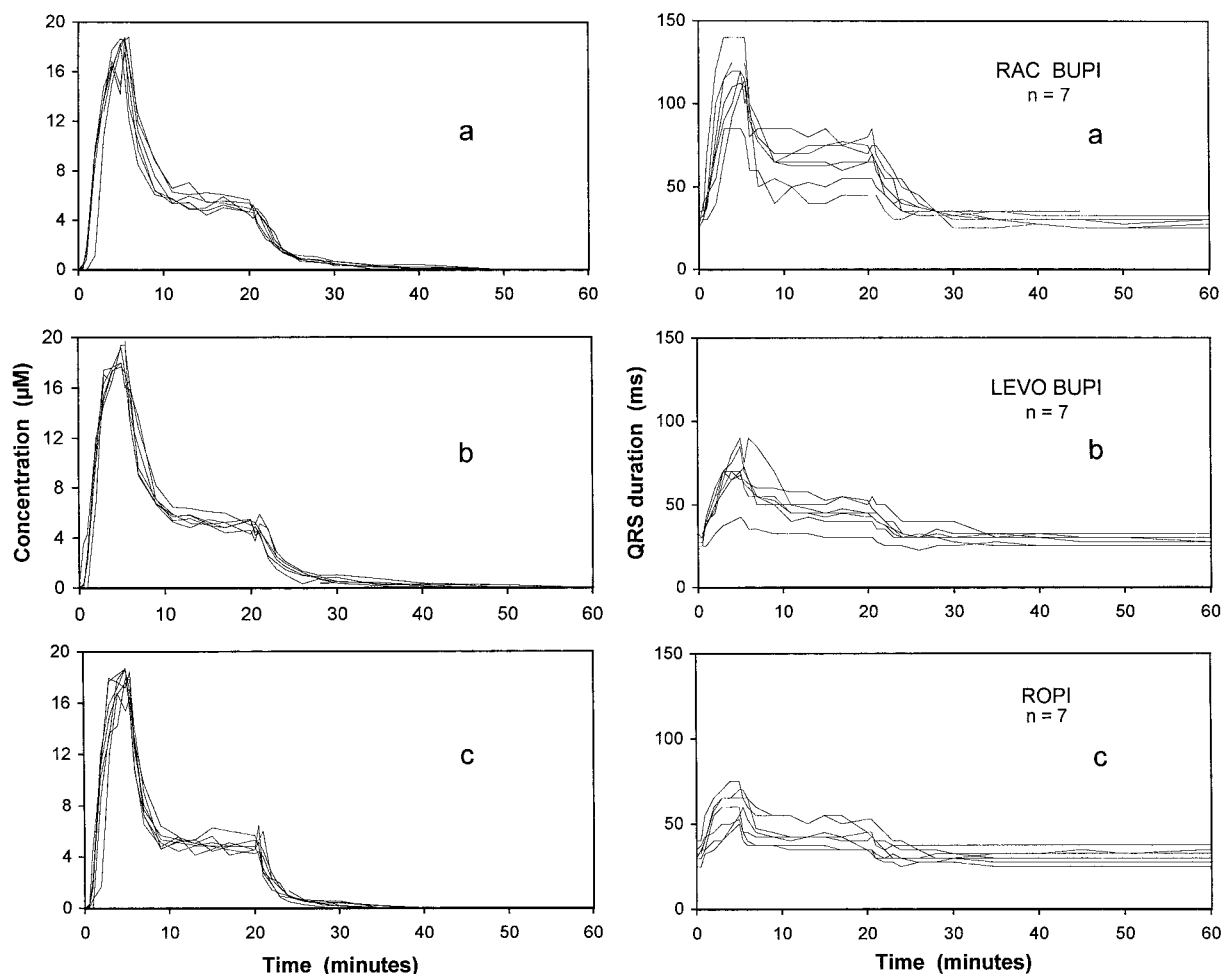 20
16
12
8
4
0
a
0 10 20 30 40 50 60
150
100
50
0
RAC BUPI
n = 7
a
0 10 20 30 40 50 60
Concentration (µM)
20
16
12
8
4
0
b
0 10 20 30 40 50 60
QRS duration (ms)
150
100
50
0
LEVO BUPI
n = 7
b
0 10 20 30 40 50 60
20
16
12
8
4
0
c
0 10 20 30 40 50 60
Time (minutes)
150
100
50
0
ROPI
n = 7
c
0 10 20 30 40 50 60
Time (minutes)